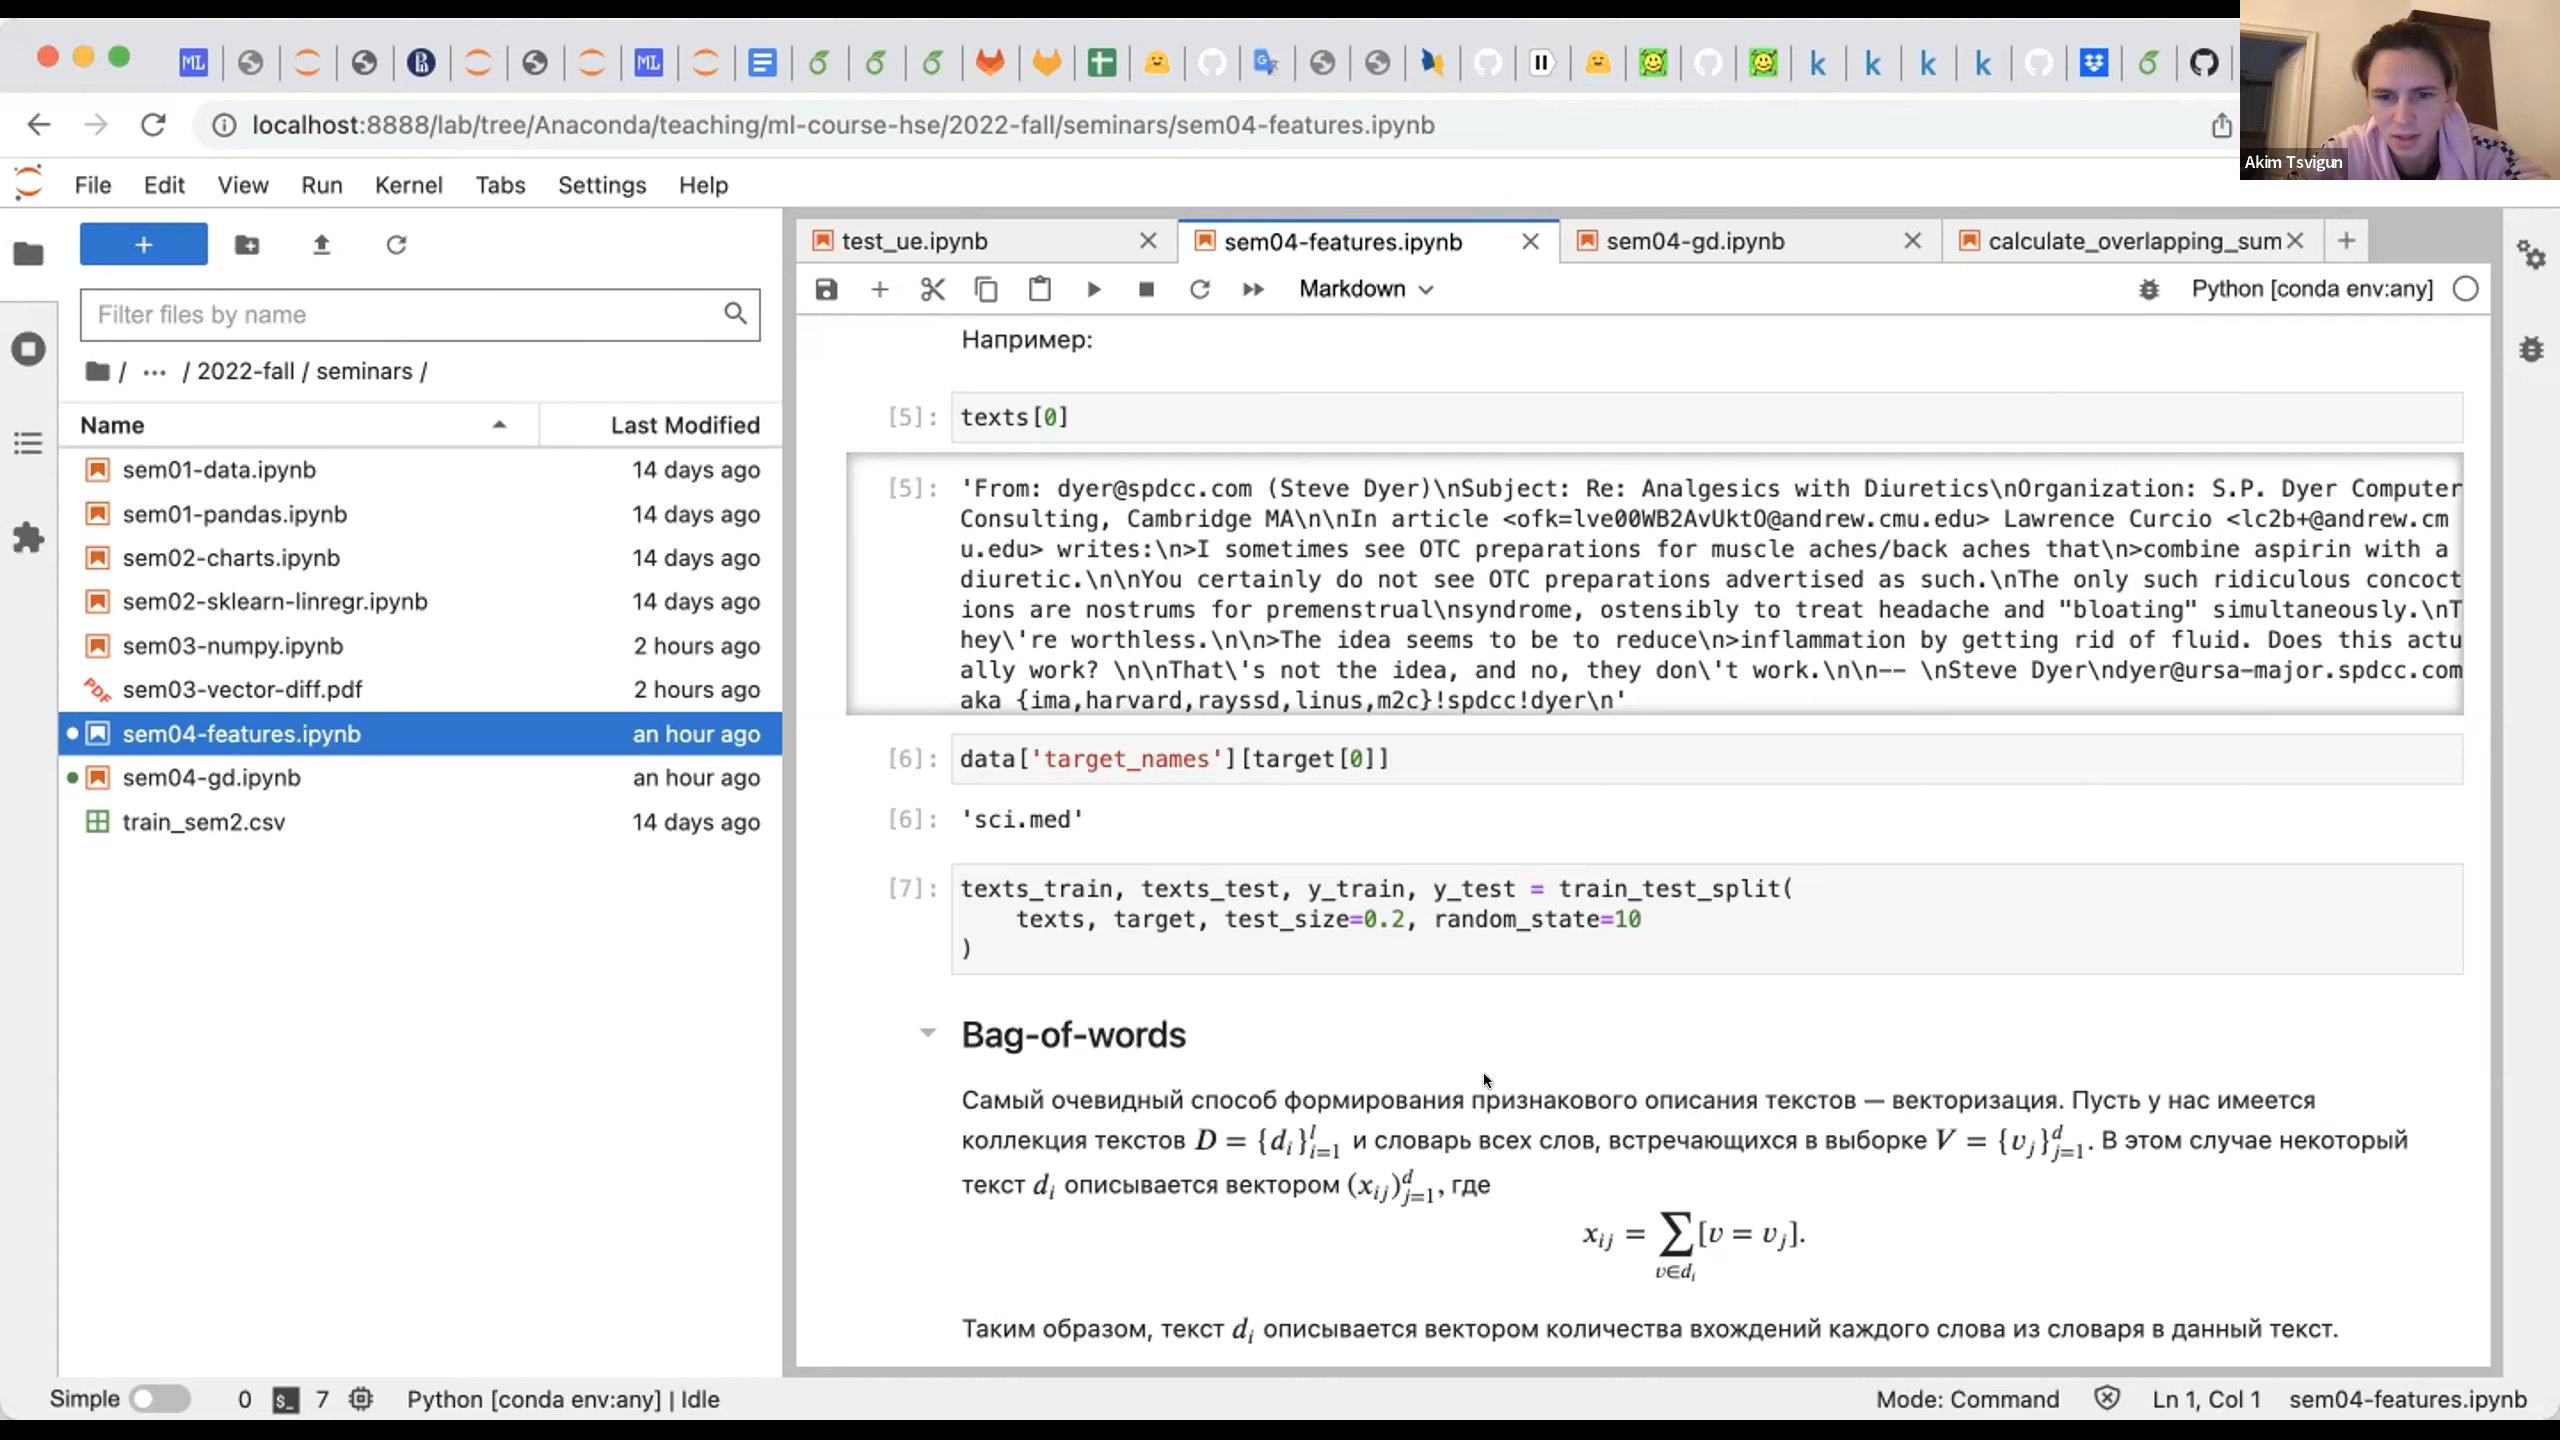 Akim Tsvigun
localhost:8888/lab/tree/Anaconda/teaching/ml-course-hse/2022-fall/seminars/sem04-features.ipynb
File Edit View Run Kernel Tabs Settings Help
Filter files by name
/ ... / 2022-fall / seminars /
Name Last Modified
sem01-data.ipynb 14 days ago
sem01-pandas.ipynb 14 days ago
sem02-charts.ipynb 14 days ago
sem02-sklearn-linregr.ipynb 14 days ago
sem03-numpy.ipynb 2 hours ago
sem03-vector-diff.pdf 2 hours ago
sem04-features.ipynb an hour ago
sem04-gd.ipynb an hour ago
train_sem2.csv 14 days ago
test_ue.ipynb sem04-features.ipynb sem04-gd.ipynb calculate_overlapping_sum
Markdown Python [conda env:any]
Например:
[5]: texts[0]
[5]: 'From: dyer@spdcc.com (Steve Dyer)\nSubject: Re: Analgesics with Diuretics\nOrganization: S.P. Dyer Computer
Consulting, Cambridge MA\n\nIn article <ofk=lve00WB2AvUktO@andrew.cmu.edu> Lawrence Curcio <lc2b+@andrew.cm
u.edu> writes:\n>I sometimes see OTC preparations for muscle aches/back aches that\n>combine aspirin with a
diuretic.\n\nYou certainly do not see OTC preparations advertised as such.\nThe only such ridiculous concoct
ions are nostrums for premenstrual\nsyndrome, ostensibly to treat headache and "bloating" simultaneously.\nT
hey\'re worthless.\n\n>The idea seems to be to reduce\n>inflammation by getting rid of fluid. Does this actu
ally work? \n\nThat\'s not the idea, and no, they don\'t work.\n\n-- \nSteve Dyer\ndyer@ursa-major.spdcc.com
aka {ima,harvard,rayssd,linus,m2c}!spdcc!dyer\n'
[6]: data['target_names'][target[0]]
[6]: 'sci.med'
[7]: texts_train, texts_test, y_train, y_test = train_test_split(
texts, target, test_size=0.2, random_state=10
)
Bag-of-words
Самый очевидный способ формирования признакового описания текстов — векторизация. Пусть у нас имеется
коллекция текстов D = {d_i}_{i=1}^l и словарь всех слов, встречающихся в выборке V = {v_j}_{j=1}^d. В этом случае некоторый
текст d_i описывается вектором (x_{ij})_{j=1}^d, где
x_{ij} = ∑_{v∈d_i} [v = v_j].
Таким образом, текст d_i описывается вектором количества вхождений каждого слова из словаря в данный текст.
Simple 0 7 Python [conda env:any] | Idle Mode: Command Ln 1, Col 1 sem04-features.ipynb